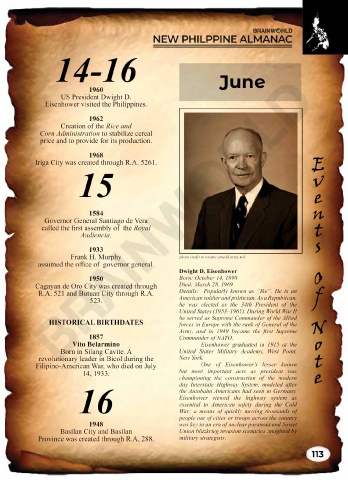 BRAINWORLD
NEW PHILPPINE ALMANAC
14-16
1960
US President Dwight D.
Eisenhower visited the Philippines.
1962
Creation of the Rice and
Corn Administration to stabilize cereal
price and to provide for its production.
1968
Iriga City was created through R.A. 5261.
15
1584
Governor General Santiago de Vera
called the first assembly of the Royal
Audiencia.
1933
Frank H. Murphy
assumed the office of governor general.
1950
Cagayan de Oro City was created through
R.A. 521 and Butuan City through R.A.
523.
HISTORICAL BIRTHDATES
1857
Vito Belarmino
Born in Silang Cavite. A
revolutionary leader in Bicol during the
Filipino-American War, who died on July
14, 1933.
16
1948
Basilan City and Basilan
Province was created through R.A. 288.
June
Dwight D. Eisenhower
Born: October 14, 1890
Died: March 28, 1969
Details: Popularly known as "Ike". He is an
American soldier and politician. As a Republican,
he was elected as the 34th President of the
United States (1953-1961). During World War II
he served as Supreme Commander of the Allied
forces in Europe with the rank of General of the
Army, and in 1949 became the first Supreme
Commander of NATO.
Eisenhower graduated in 1915 at the
United States Military Academy, West Point,
New York.
One of Eisenhower's lesser known
but most important acts as president was
championing the construction of the modern
day Interstate Highway System, modeled after
the Autobahn Americans had seen in Germany.
Eisenhower viewed the highway system as
essential to American safety during the Cold
War; a means of quickly moving thousands of
people out of cities or troops across the country
was key in an era of nuclear paranoia and Soviet
Union blitzkrieg invasion scenarios imagined by
military strategists.
Events Of Note
113